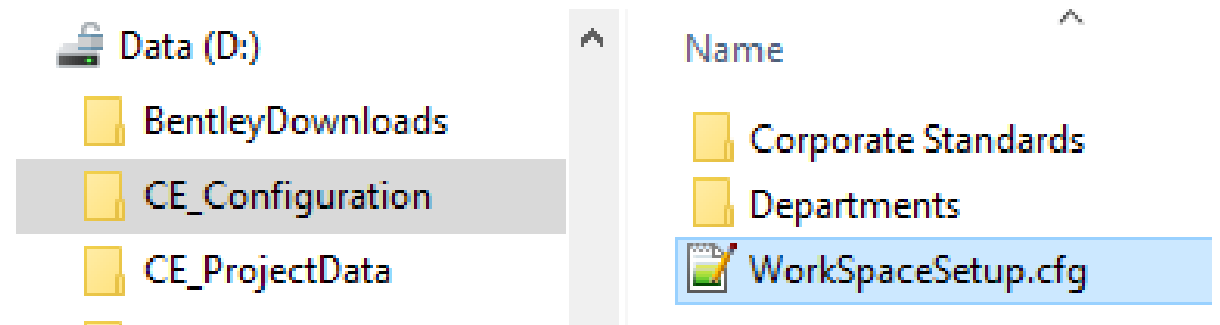 Data (D:)
BentleyDownloads
CE_Configuration
CE_ProjectData
Name
Corporate Standards
Departments
WorkSpaceSetup.cfg